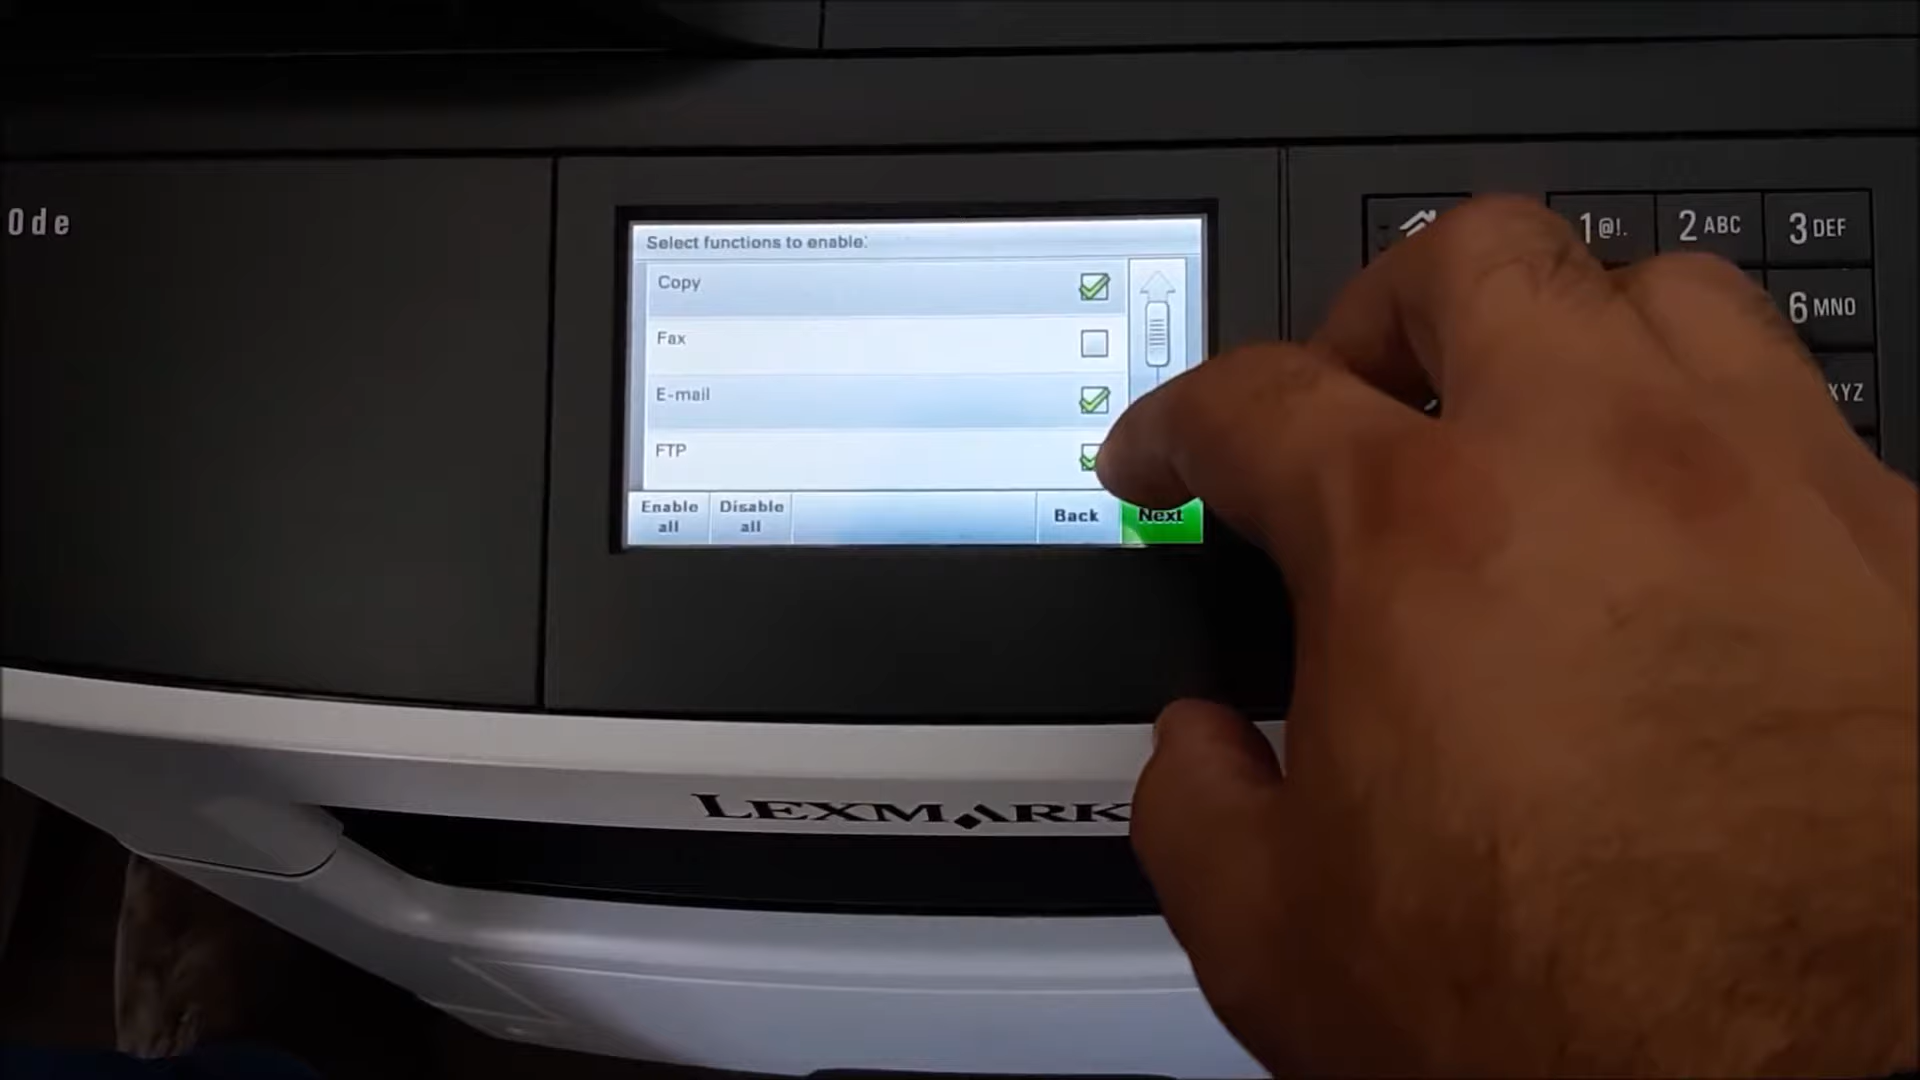 0de
Select functions to enable:
Copy
Fax
E-mail
FTP
Enable all
Disable all
Back
Next
1 @!.
2 ABC
3 DEF
6 MNO
XYZ
LEXMARK